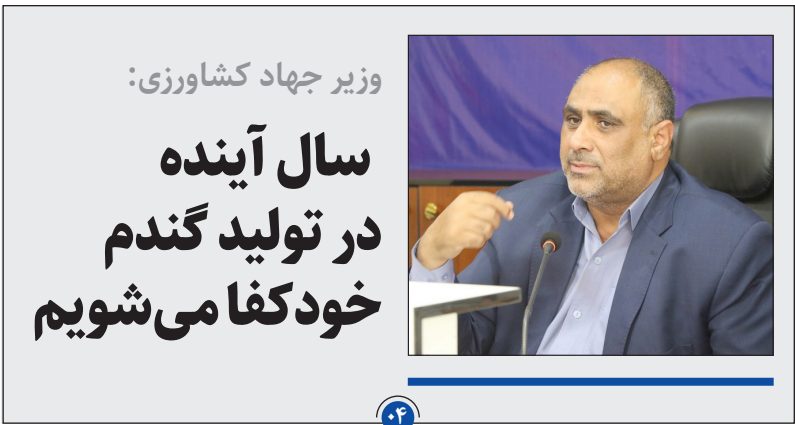 وزیر جهاد کشاورزی:
سال آینده
در تولید گندم
خودکفا می‌شویم
۰۴